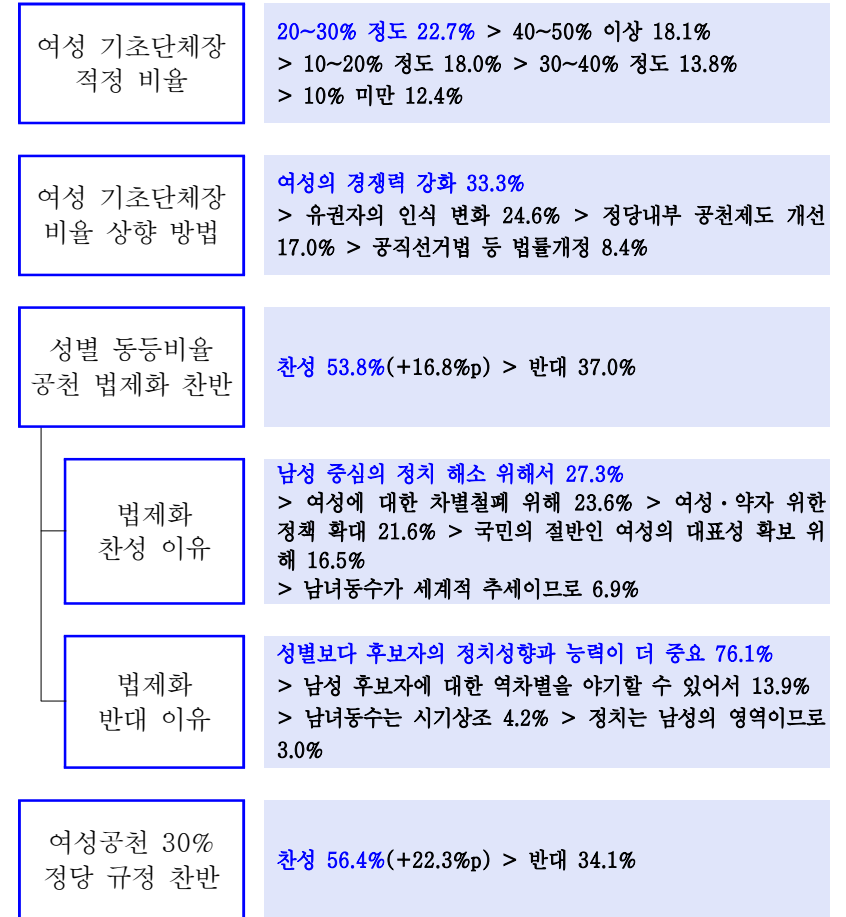 여성 기초단체장
적정 비율
20~30% 정도 22.7% > 40~50% 이상 18.1%
> 10~20% 정도 18.0% > 30~40% 정도 13.8%
> 10% 미만 12.4%
여성 기초단체장
비율 상향 방법
여성의 경쟁력 강화 33.3%
> 유권자의 인식 변화 24.6% > 정당내부 공천제도 개선
17.0% > 공직선거법 등 법률개정 8.4%
성별 동등비율
공천 법제화 찬반
찬성 53.8%(+16.8%p) > 반대 37.0%
법제화
찬성 이유
남성 중심의 정치 해소 위해서 27.3%
> 여성에 대한 차별철폐 위해 23.6% > 여성·약자 위한
정책 확대 21.6% > 국민의 절반인 여성의 대표성 확보 위
해 16.5%
> 남녀동수가 세계적 추세이므로 6.9%
법제화
반대 이유
성별보다 후보자의 정치성향과 능력이 더 중요 76.1%
> 남성 후보자에 대한 역차별을 야기할 수 있어서 13.9%
> 남녀동수는 시기상조 4.2% > 정치는 남성의 영역이므로
3.0%
여성공천 30%
정당 규정 찬반
찬성 56.4%(+22.3%p) > 반대 34.1%